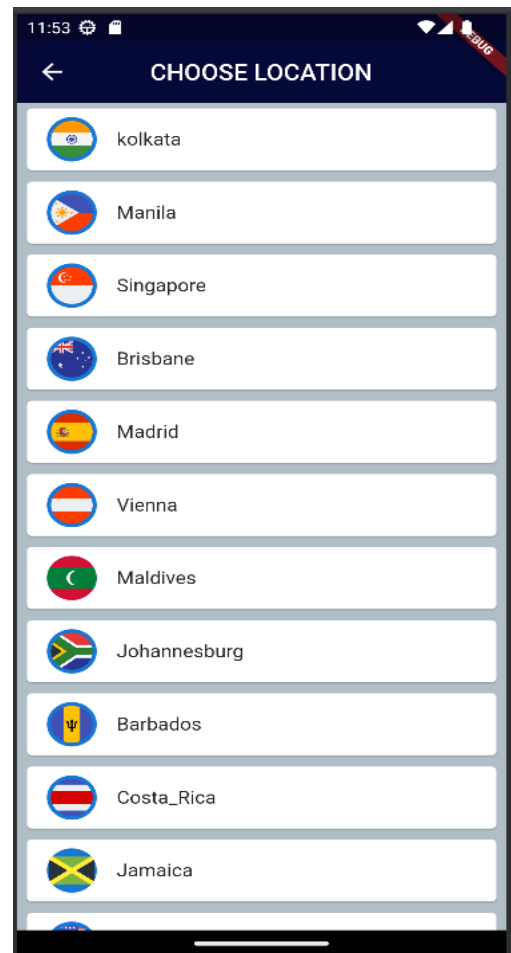 11:53
DEBUG
CHOOSE LOCATION
kolkata
Manila
Singapore
Brisbane
Madrid
Vienna
Maldives
Johannesburg
Barbados
Costa_Rica
Jamaica